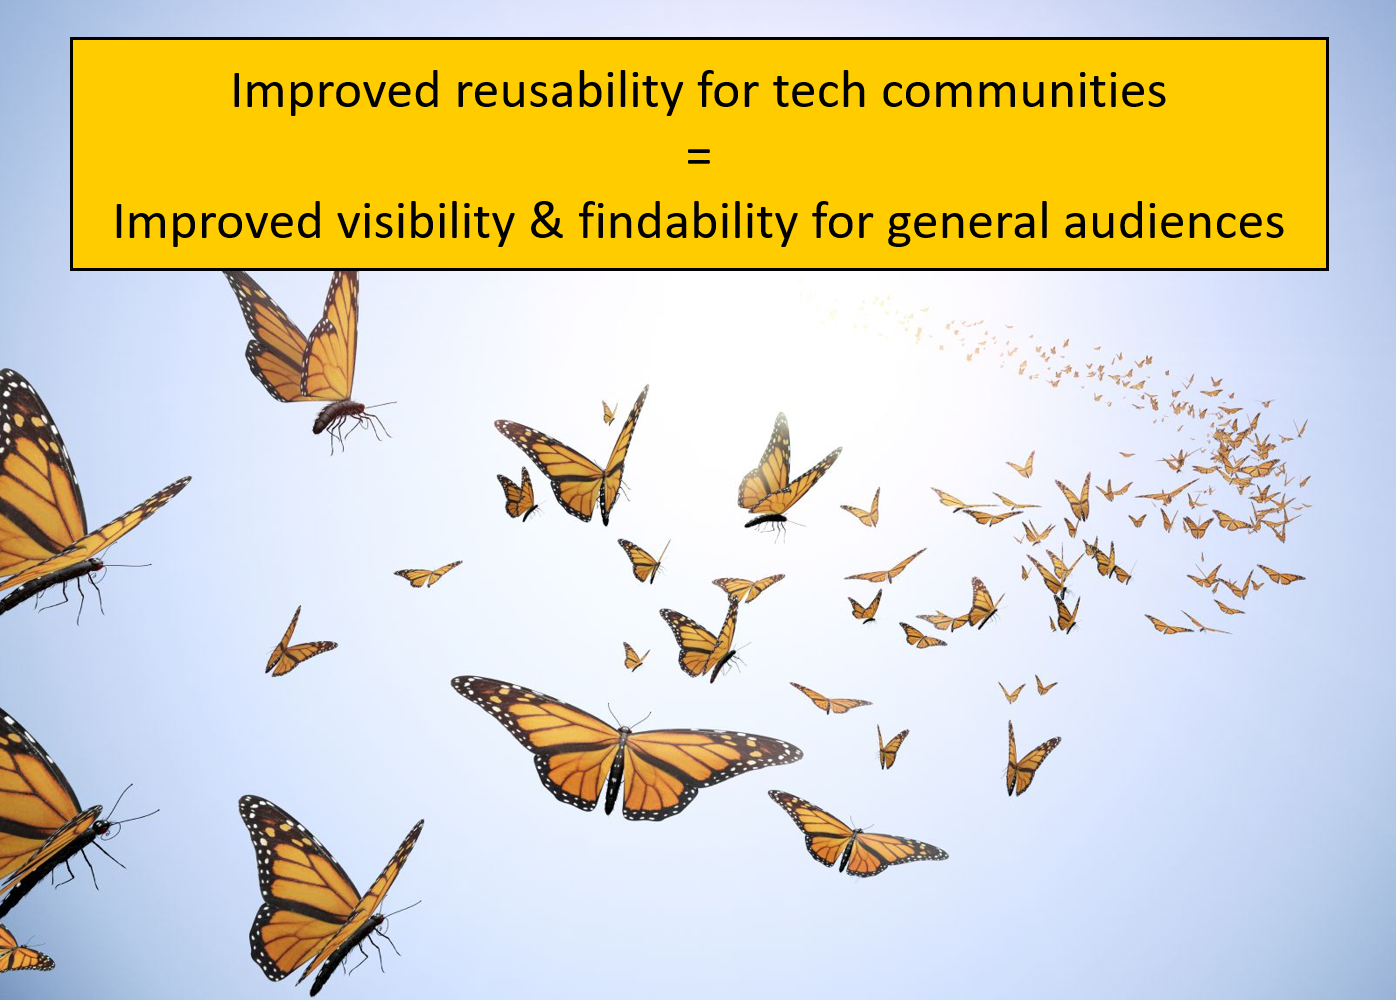 Improved reusability for tech communities
=
Improved visibility & findability for general audiences